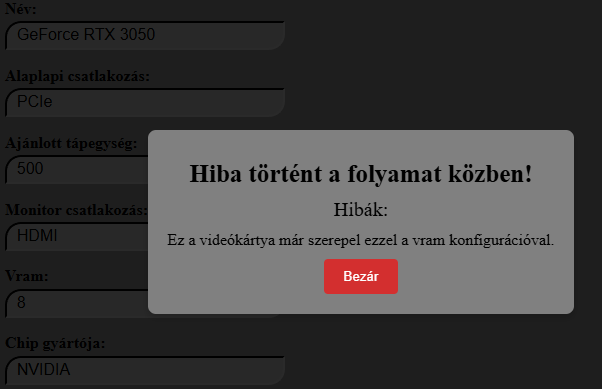 Név:
GeForce RTX 3050
Alaplapi csatlakozás:
PCIe
Ajánlott tápegység:
500
Monitor csatlakozás:
HDMI
Vram:
8
Chip gyártója:
NVIDIA
Hiba történt a folyamat közben!
Hibák:
Ez a videókártya már szerepel ezzel a vram konfigurációval.
Bezár